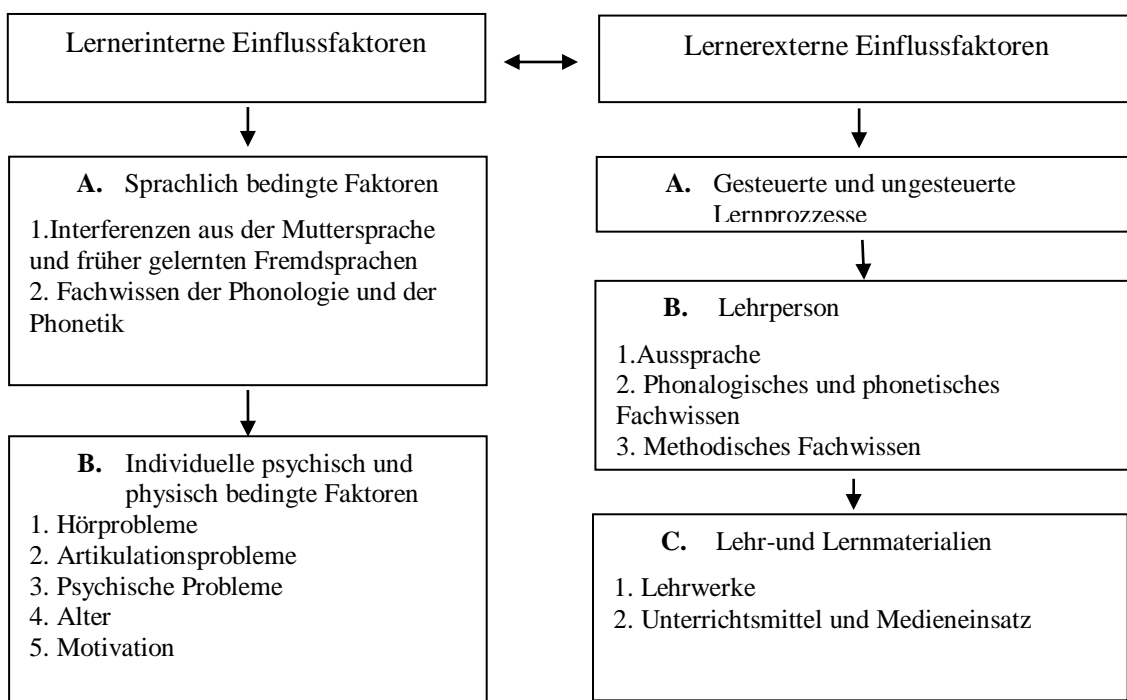 Lernerinterne Einflussfaktoren
A. Sprachlich bedingte Faktoren
1.Interferenzen aus der Muttersprache
und früher gelernten Fremdsprachen
2. Fachwissen der Phonologie und der
Phonetik
B. Individuelle psychisch und
physisch bedingte Faktoren
1. Hörprobleme
2. Artikulationsprobleme
3. Psychische Probleme
4. Alter
5. Motivation
Lernerexterne Einflussfaktoren
A. Gesteuerte und ungesteuerte
Lernprozzesse
B. Lehrperson
1.Aussprache
2. Phonalogisches und phonetisches
Fachwissen
3. Methodisches Fachwissen
C. Lehr-und Lernmaterialien
1. Lehrwerke
2. Unterrichtsmittel und Medieneinsatz